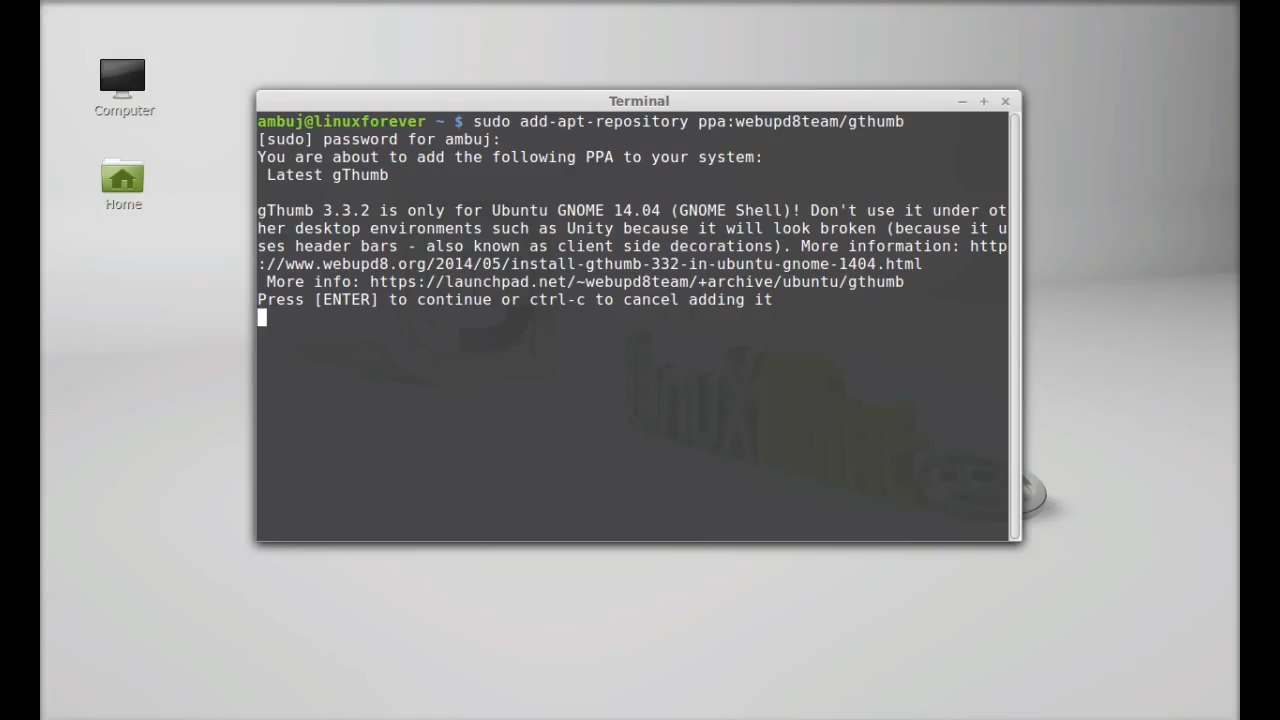 Computer
Home
Terminal
ambuj@linuxforever ~ $ sudo add-apt-repository ppa:webupd8team/gthumb
[sudo] password for ambuj:
You are about to add the following PPA to your system:
Latest gThumb
gThumb 3.3.2 is only for Ubuntu GNOME 14.04 (GNOME Shell)! Don't use it under ot
her desktop environments such as Unity because it will look broken (because it u
ses header bars - also known as client side decorations). More information: http
://www.webupd8.org/2014/05/install-gthumb-332-in-ubuntu-gnome-1404.html
More info: https://launchpad.net/~webupd8team/+archive/ubuntu/gthumb
Press [ENTER] to continue or ctrl-c to cancel adding it